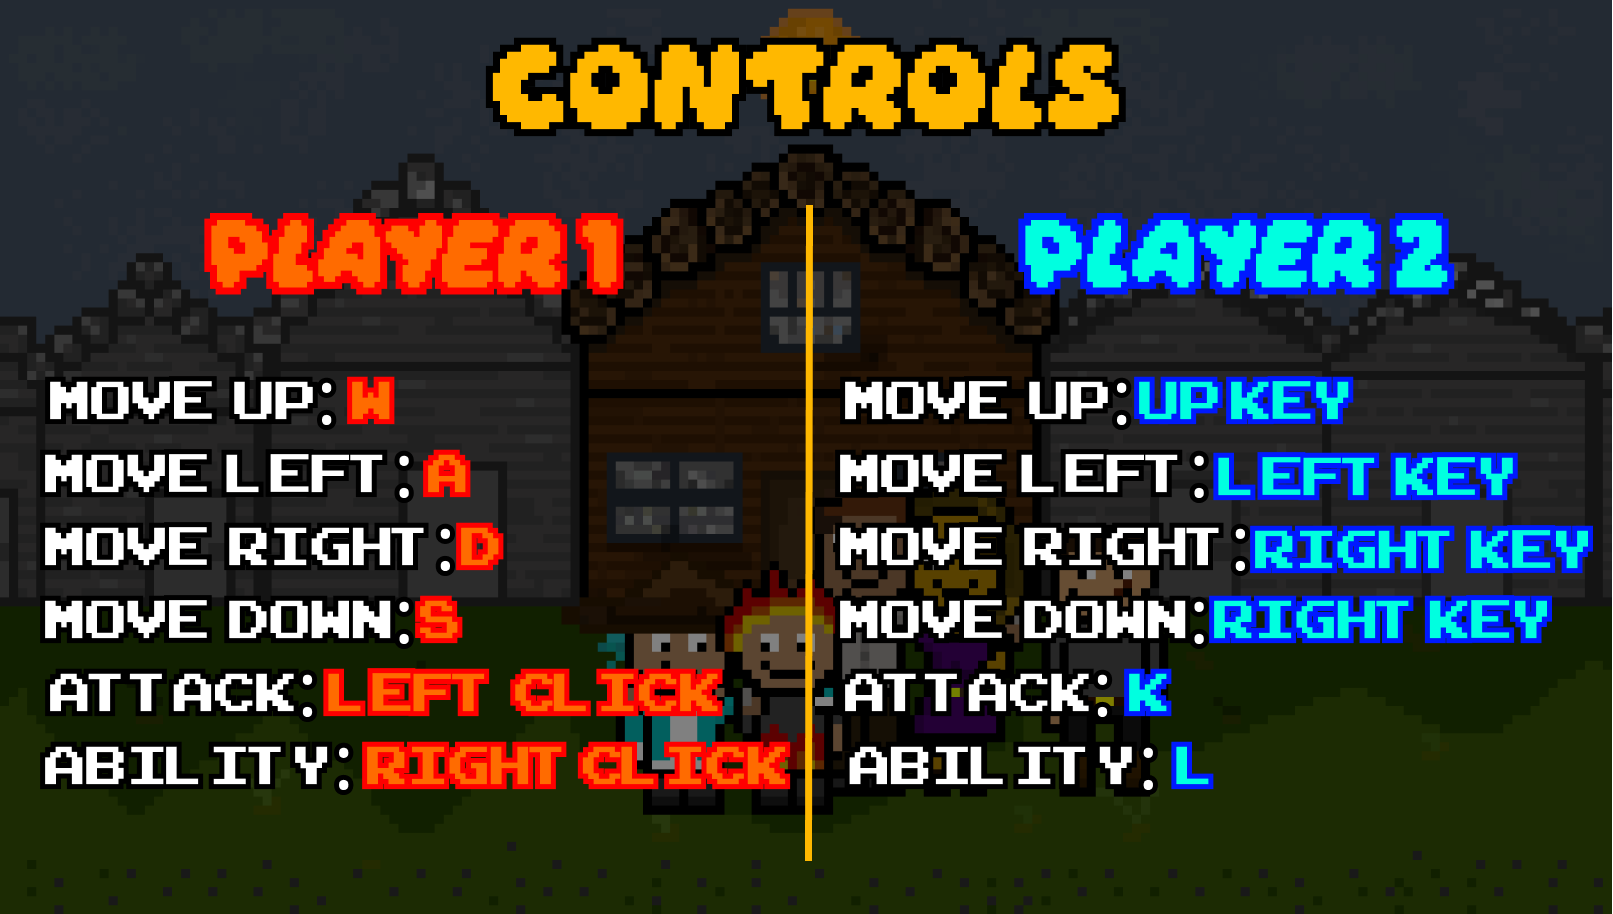 CONTROLS
PLAYER 1
MOVE UP: W
MOVE LEFT: A
MOVE RIGHT: D
MOVE DOWN: S
ATTACK: LEFT CLICK
ABILITY: RIGHT CLICK
PLAYER 2
MOVE UP: UP KEY
MOVE LEFT: LEFT KEY
MOVE RIGHT: RIGHT KEY
MOVE DOWN: RIGHT KEY
ATTACK: K
ABILITY: L